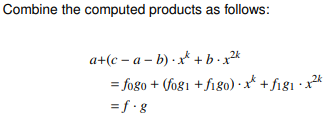 Combine the computed products as follows:
a+(c − a − b) · x^k + b · x^{2k}
= f₀g₀ + (f₀g₁ + f₁g₀) · x^k + f₁g₁ · x^{2k}
= f · g